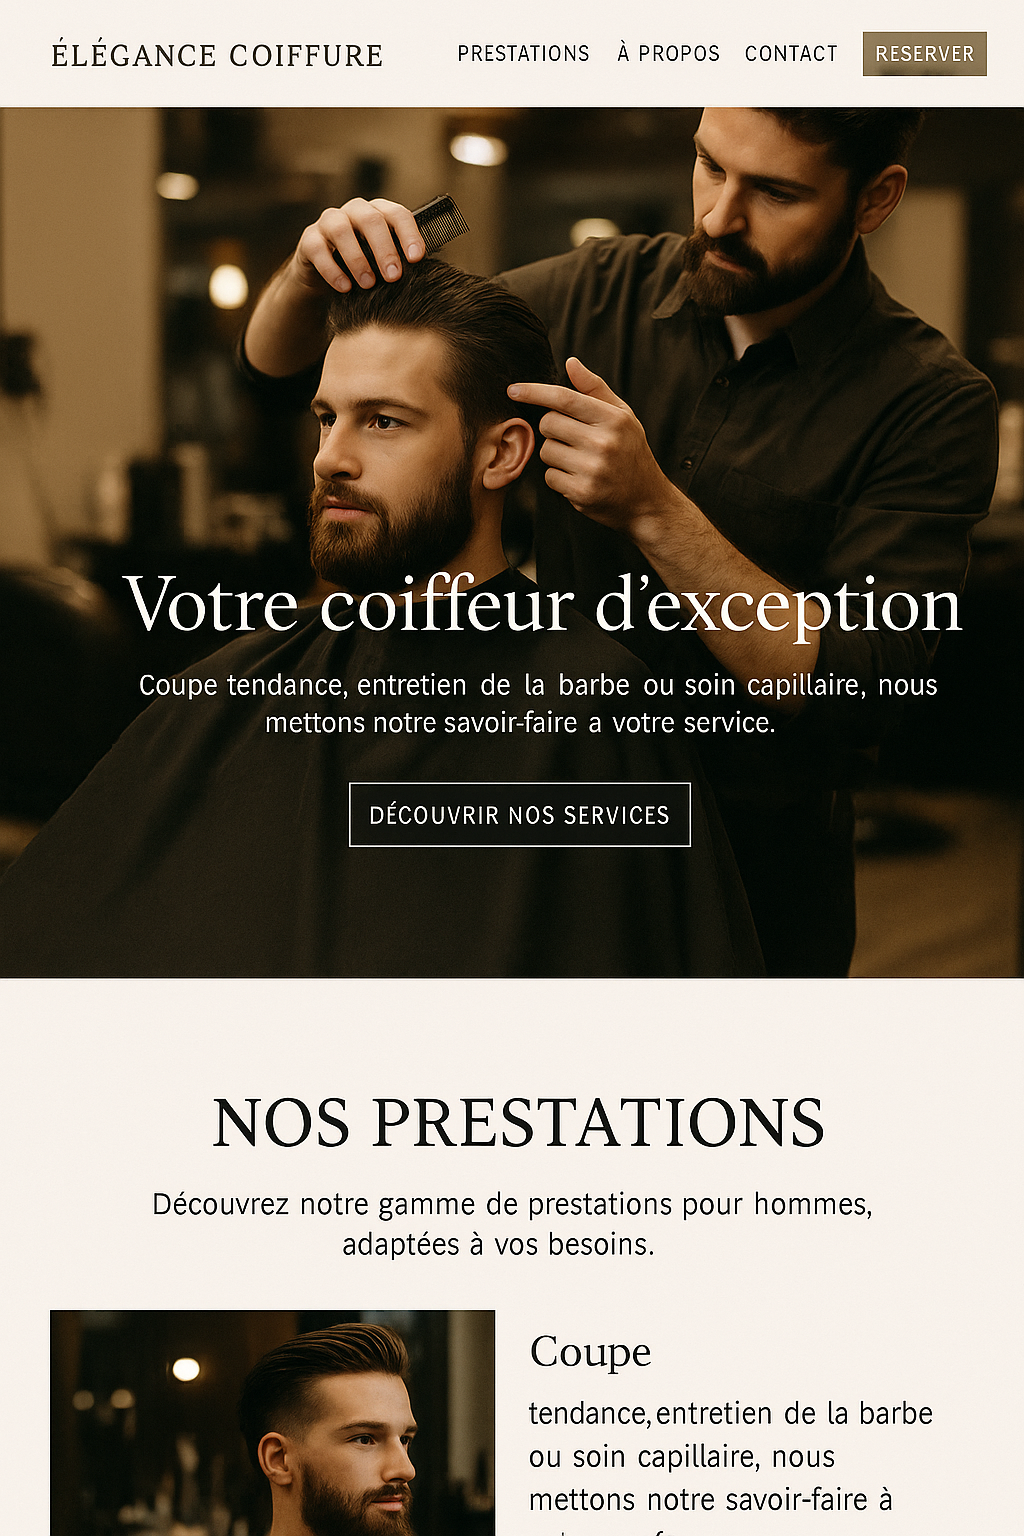 ÉLÉGANCE COIFFURE
PRESTATIONS À PROPOS CONTACT RESERVER
Votre coiffeur d’exception
Coupe tendance, entretien de la barbe ou soin capillaire, nous
mettons notre savoir-faire a votre service.
DÉCOUVRIR NOS SERVICES
NOS PRESTATIONS
Découvrez notre gamme de prestations pour hommes,
adaptées à vos besoins.
Coupe
tendance, entretien de la barbe
ou soin capillaire, nous
mettons notre savoir-faire à